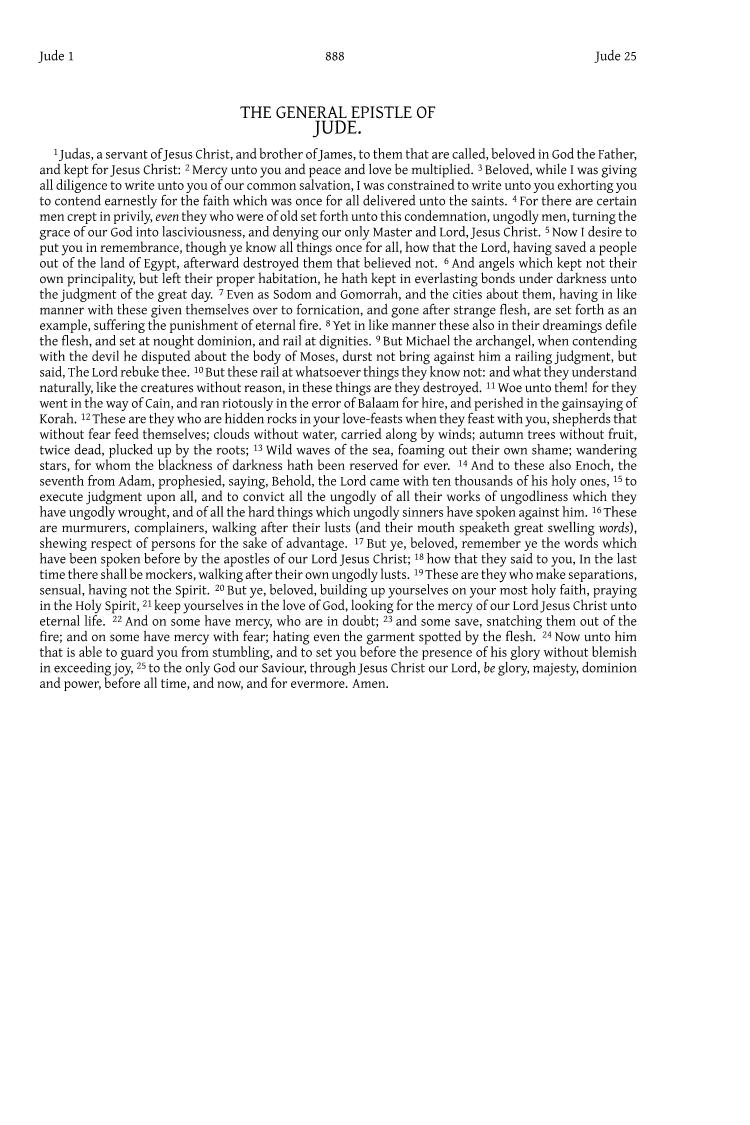 Jude 1 888 Jude 25
THE GENERAL EPISTLE OF
JUDE.
1 Judas, a servant of Jesus Christ, and brother of James, to them that are called, beloved in God the Father,
and kept for Jesus Christ: 2 Mercy unto you and peace and love be multiplied. 3 Beloved, while I was giving
all diligence to write unto you of our common salvation, I was constrained to write unto you exhorting you
to contend earnestly for the faith which was once for all delivered unto the saints. 4 For there are certain
men crept in privily, even they who were of old set forth unto this condemnation, ungodly men, turning the
grace of our God into lasciviousness, and denying our only Master and Lord, Jesus Christ. 5 Now I desire to
put you in remembrance, though ye know all things once for all, how that the Lord, having saved a people
out of the land of Egypt, afterward destroyed them that believed not. 6 And angels which kept not their
own principality, but left their proper habitation, he hath kept in everlasting bonds under darkness unto
the judgment of the great day. 7 Even as Sodom and Gomorrah, and the cities about them, having in like
manner with these given themselves over to fornication, and gone after strange flesh, are set forth as an
example, suffering the punishment of eternal fire. 8 Yet in like manner these also in their dreamings defile
the flesh, and set at nought dominion, and rail at dignities. 9 But Michael the archangel, when contending
with the devil he disputed about the body of Moses, durst not bring against him a railing judgment, but
said, The Lord rebuke thee. 10 But these rail at whatsoever things they know not: and what they understand
naturally, like the creatures without reason, in these things are they destroyed. 11 Woe unto them! for they
went in the way of Cain, and ran riotously in the error of Balaam for hire, and perished in the gainsaying of
Korah. 12 These are they who are hidden rocks in your love-feasts when they feast with you, shepherds that
without fear feed themselves; clouds without water, carried along by winds; autumn trees without fruit,
twice dead, plucked up by the roots; 13 Wild waves of the sea, foaming out their own shame; wandering
stars, for whom the blackness of darkness hath been reserved for ever. 14 And to these also Enoch, the
seventh from Adam, prophesied, saying, Behold, the Lord came with ten thousands of his holy ones, 15 to
execute judgment upon all, and to convict all the ungodly of all their works of ungodliness which they
have ungodly wrought, and of all the hard things which ungodly sinners have spoken against him. 16 These
are murmurers, complainers, walking after their lusts (and their mouth speaketh great swelling words),
shewing respect of persons for the sake of advantage. 17 But ye, beloved, remember ye the words which
have been spoken before by the apostles of our Lord Jesus Christ; 18 how that they said to you, In the last
time there shall be mockers, walking after their own ungodly lusts. 19 These are they who make separations,
sensual, having not the Spirit. 20 But ye, beloved, building up yourselves on your most holy faith, praying
in the Holy Spirit, 21 keep yourselves in the love of God, looking for the mercy of our Lord Jesus Christ unto
eternal life. 22 And on some have mercy, who are in doubt; 23 and some save, snatching them out of the
fire; and on some have mercy with fear; hating even the garment spotted by the flesh. 24 Now unto him
that is able to guard you from stumbling, and to set you before the presence of his glory without blemish
in exceeding joy, 25 to the only God our Saviour, through Jesus Christ our Lord, be glory, majesty, dominion
and power, before all time, and now, and for evermore. Amen.